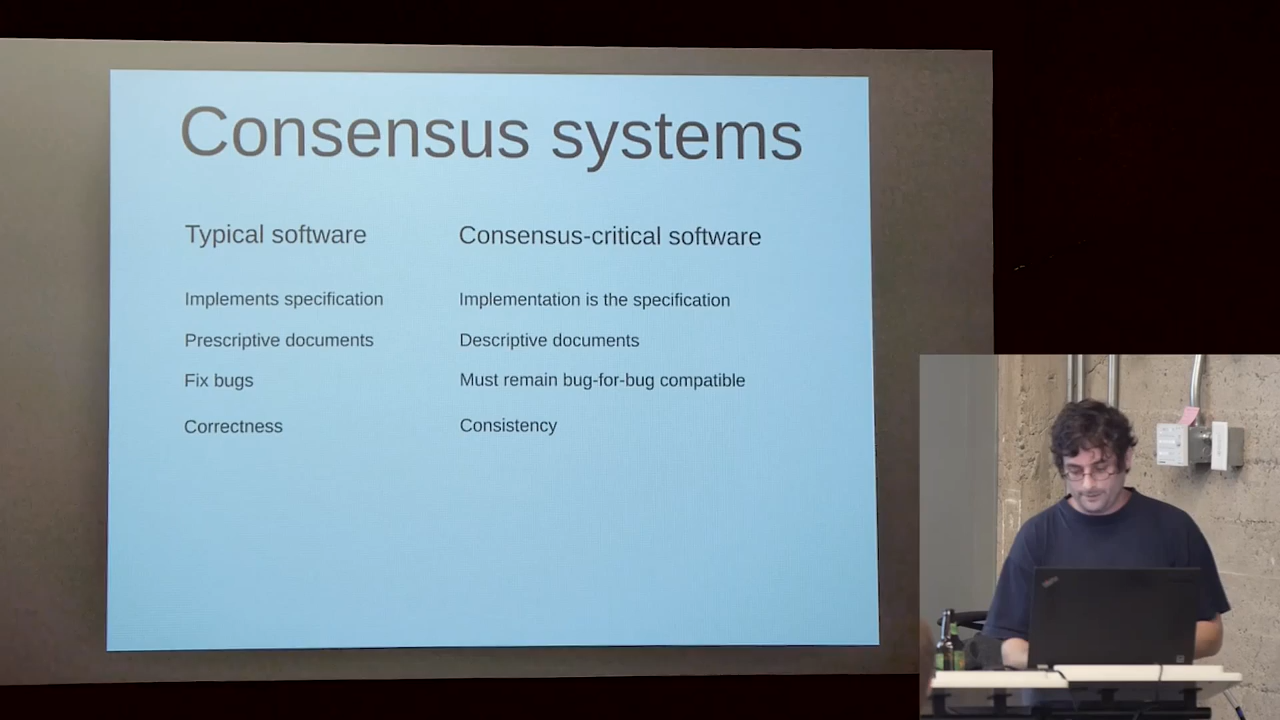 Consensus systems
Typical software
Consensus-critical software
Implements specification
Implementation is the specification
Prescriptive documents
Descriptive documents
Fix bugs
Must remain bug-for-bug compatible
Correctness
Consistency